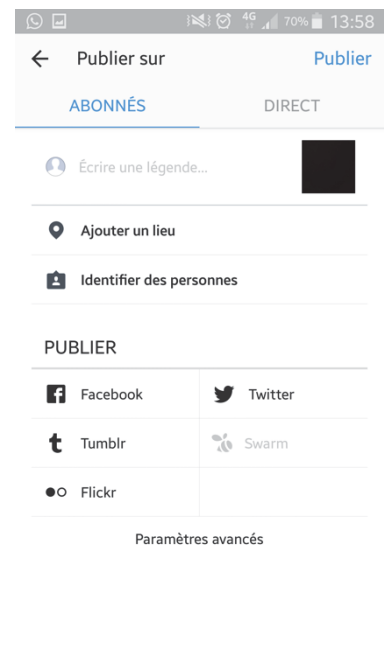 4G 70% 13:58
Publier sur Publier
ABONNÉS DIRECT
Écrire une légende...
Ajouter un lieu
Identifier des personnes
PUBLIER
Facebook Twitter
Tumblr Swarm
Flickr
Paramètres avancés